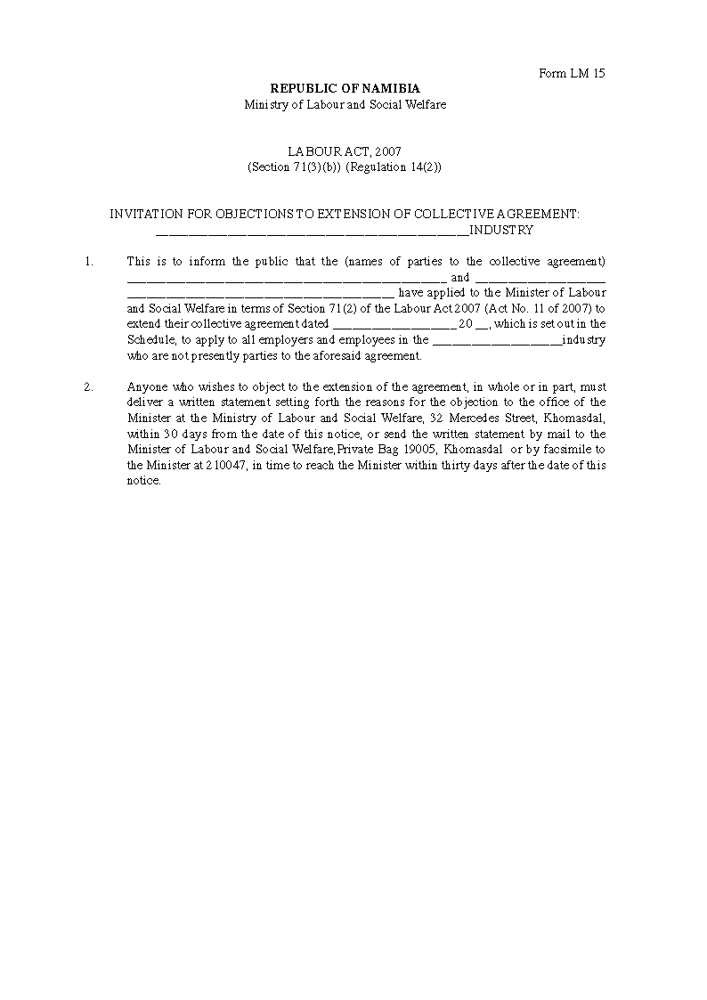 Form LM 15
REPUBLIC OF NAMIBIA
Ministry of Labour and Social Welfare
LABOUR ACT, 2007
(Section 71(3)(b)) (Regulation 14(2))
INVITATION FOR OBJECTIONS TO EXTENSION OF COLLECTIVE AGREEMENT:
________________________________________________INDUSTRY
1. This is to inform the public that the (names of parties to the collective agreement)
_________________________________________________ and ____________________
_________________________________________ have applied to the Minister of Labour
and Social Welfare in terms of Section 71(2) of the Labour Act 2007 (Act No. 11 of 2007) to
extend their collective agreement dated ___________________ 20 __, which is set out in the
Schedule, to apply to all employers and employees in the ____________________industry
who are not presently parties to the aforesaid agreement.
2. Anyone who wishes to object to the extension of the agreement, in whole or in part, must
deliver a written statement setting forth the reasons for the objection to the office of the
Minister at the Ministry of Labour and Social Welfare, 32 Mercedes Street, Khomasdal,
within 30 days from the date of this notice, or send the written statement by mail to the
Minister of Labour and Social Welfare,Private Bag 19005, Khomasdal or by facsimile to
the Minister at 210047, in time to reach the Minister within thirty days after the date of this
notice.